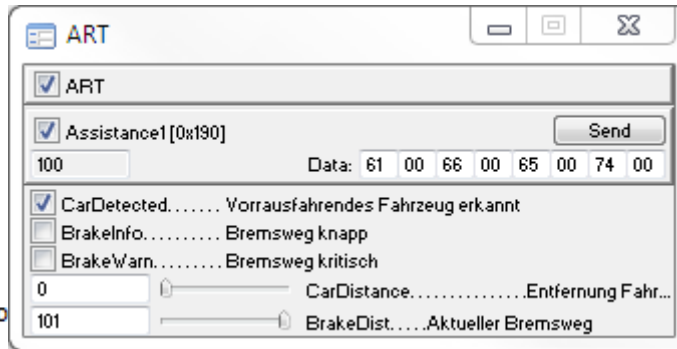 ART
ART
Assistance1 [0x190]
Send
100
Data: 61 00 66 00 65 00 74 00
CarDetected....... Vorrausfahrendes Fahrzeug erkannt
BrakeInfo.......... Bremsweg knapp
BrakeWarn......... Bremsweg kritisch
0
CarDistance...............Entfernung Fahr...
101
BrakeDist.....Aktueller Bremsweg